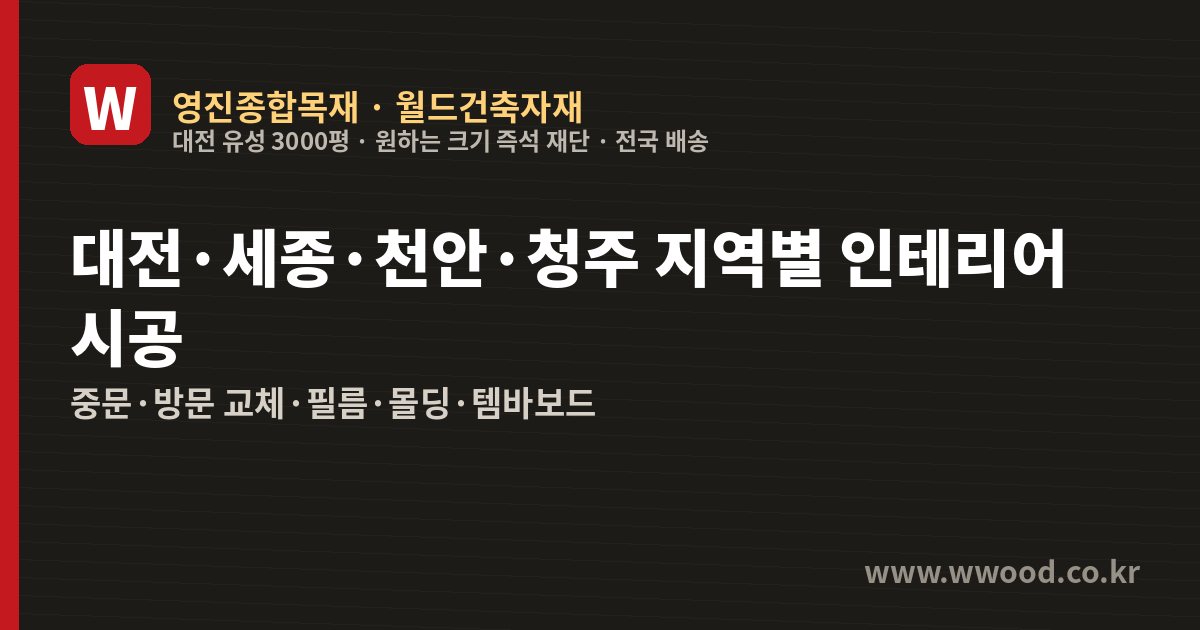 W
영진종합목재 · 월드건축자재
대전 유성 3000평 · 원하는 크기 즉석 재단 · 전국 배송
대전·세종·천안·청주 지역별 인테리어
시공
중문·방문 교체·필름·몰딩·템바보드
www.wwood.co.kr